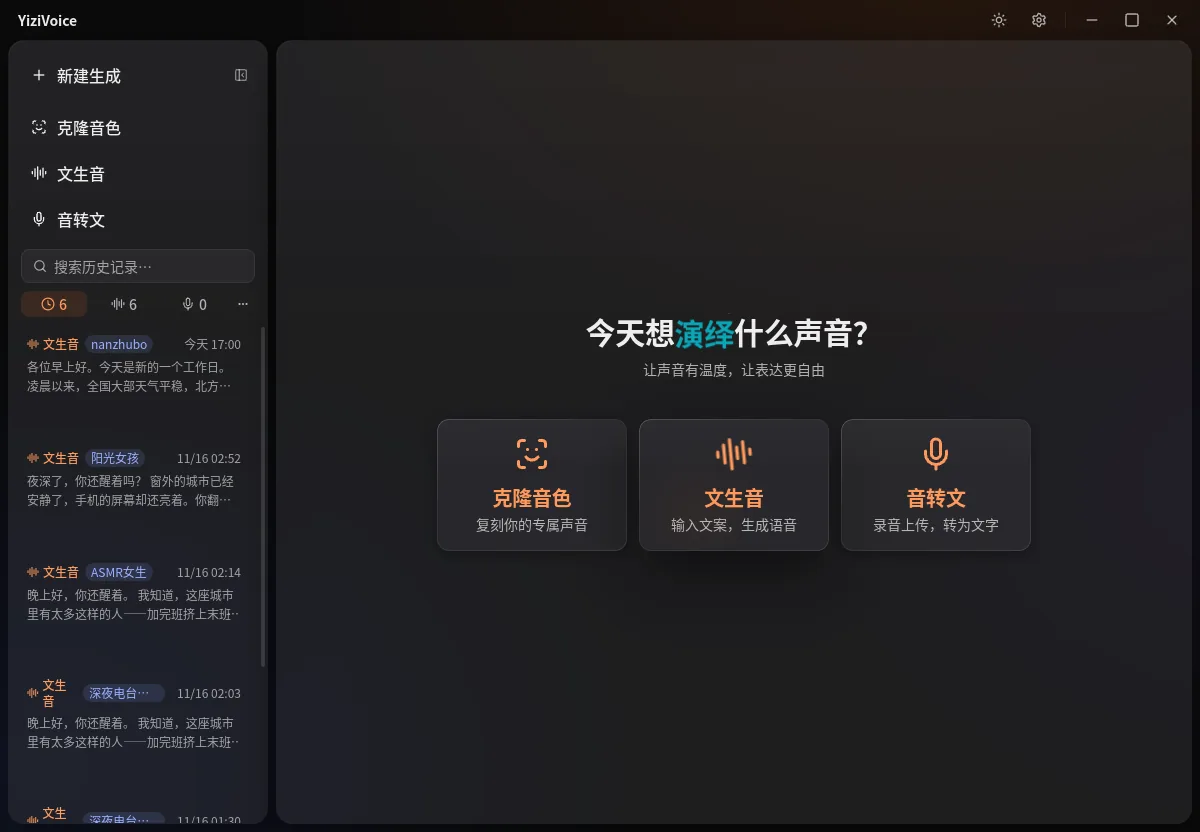 YiziVoice
新建生成
克隆音色
文生音
音转文
搜索历史记录…
6
6
0
文生音 nanzhubo 今天 17:00
各位早上好。今天是新的一个工作日。
凌晨以来，全国大部天气平稳，北方…
文生音 阳光女孩 11/16 02:52
夜深了，你还醒着吗？ 窗外的城市已经
安静了，手机的屏幕却还亮着。你翻…
文生音 ASMR女生 11/16 02:14
晚上好，你还醒着。 我知道，这座城市
里有太多这样的人——加完班挤上末班…
文生音 深夜电台… 11/16 02:03
晚上好，你还醒着。 我知道，这座城市
里有太多这样的人——加完班挤上末班…
文生 深夜电台… 11/16 01:30
今天想演绎什么声音？
让声音有温度，让表达更自由
克隆音色
复刻你的专属声音
文生音
输入文案，生成语音
音转文
录音上传，转为文字